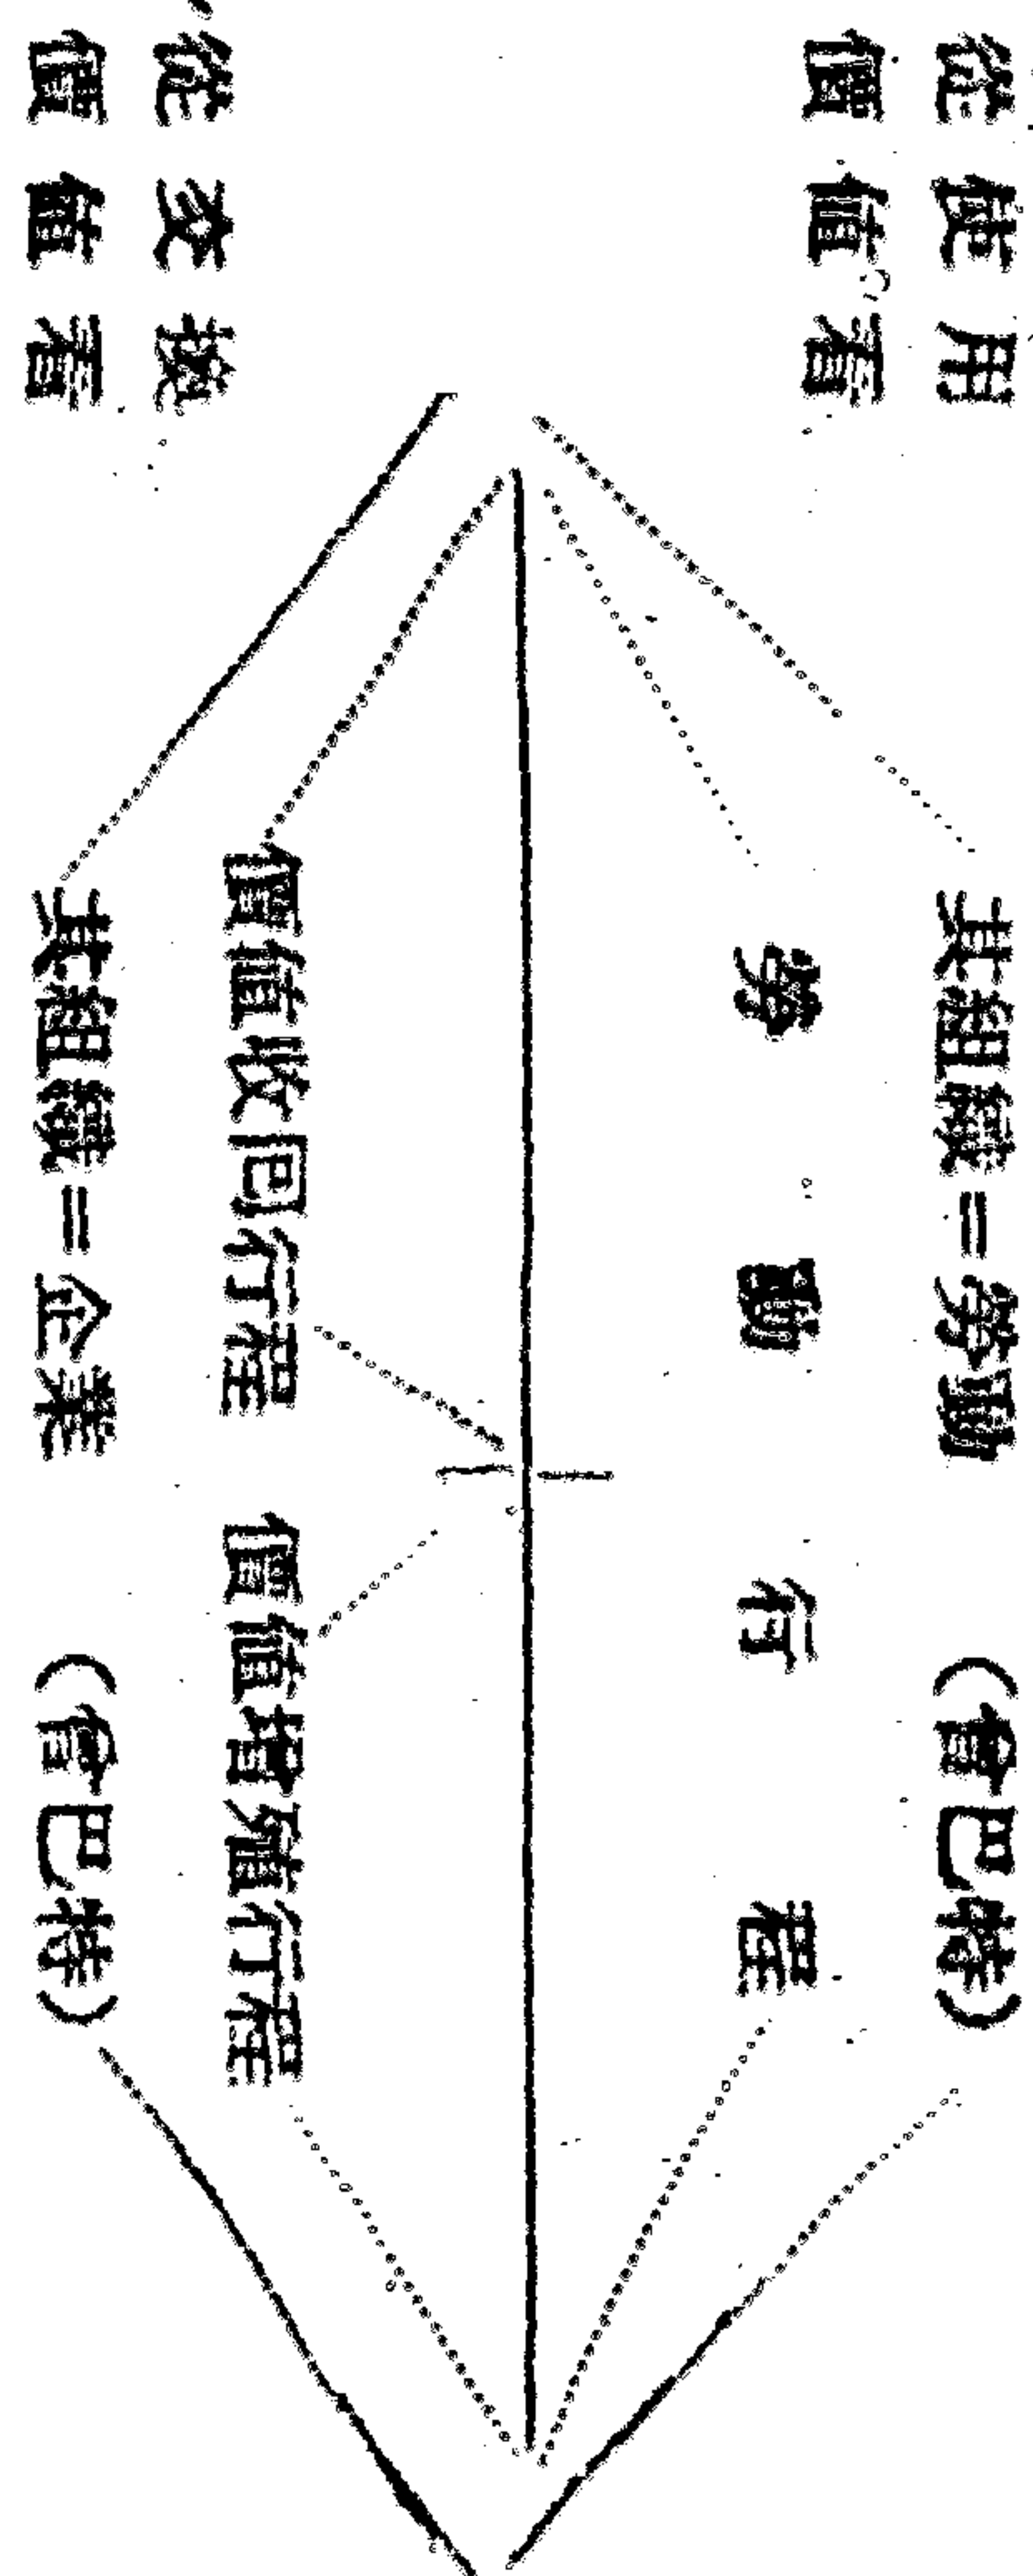 從使用
價值看
其組織=勞動 (會巴特)
勞動行程
價值收回行程 價值增殖行程
從交換
價值看
其組織=企業 (會巴特)